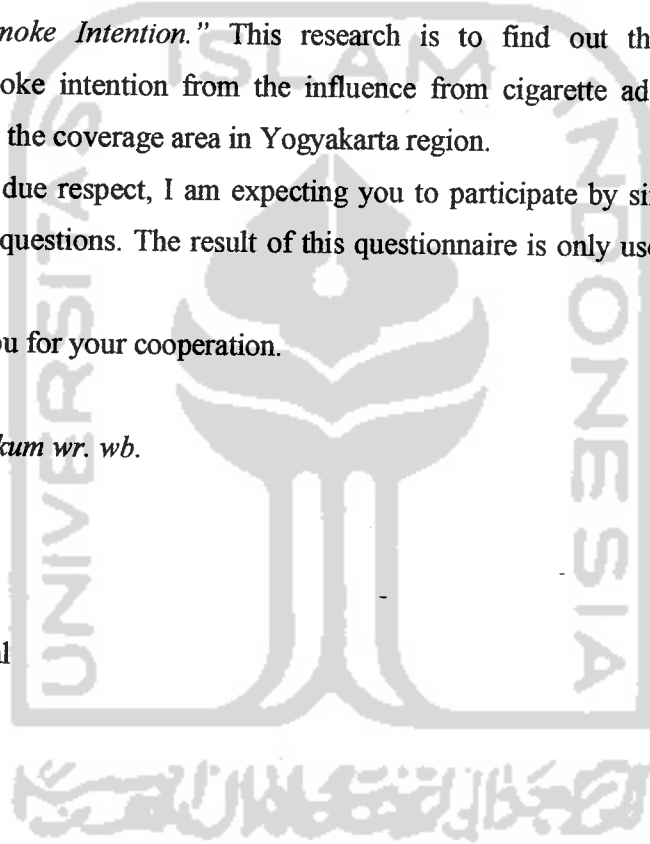 moke Intention." This research is to find out th
oke intention from the influence from cigarette ad
the coverage area in Yogyakarta region.
due respect, I am expecting you to participate by si
questions. The result of this questionnaire is only us
ou for your cooperation.
kum wr. wb.
ISLAM
UNIVERSITAS
INDONESIA